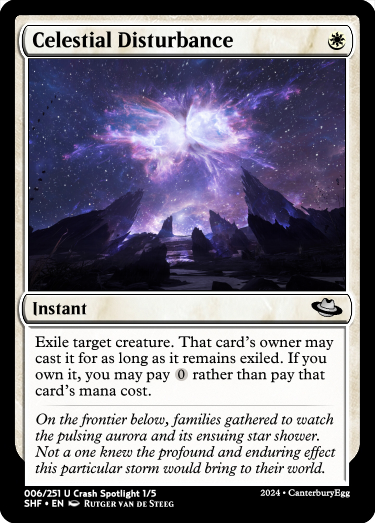 Celestial Disturbance
Instant
Exile target creature. That card's owner may
cast it for as long as it remains exiled. If you
own it, you may pay 0 rather than pay that
card's mana cost.
On the frontier below, families gathered to watch
the pulsing aurora and its ensuing star shower.
Not a one knew the profound and enduring effect
this particular storm would bring to their world.
006/251 U Crash Spotlight 1/5
SHF • EN RUTGER VAN DE STEEG
2024 • CanterburyEgg